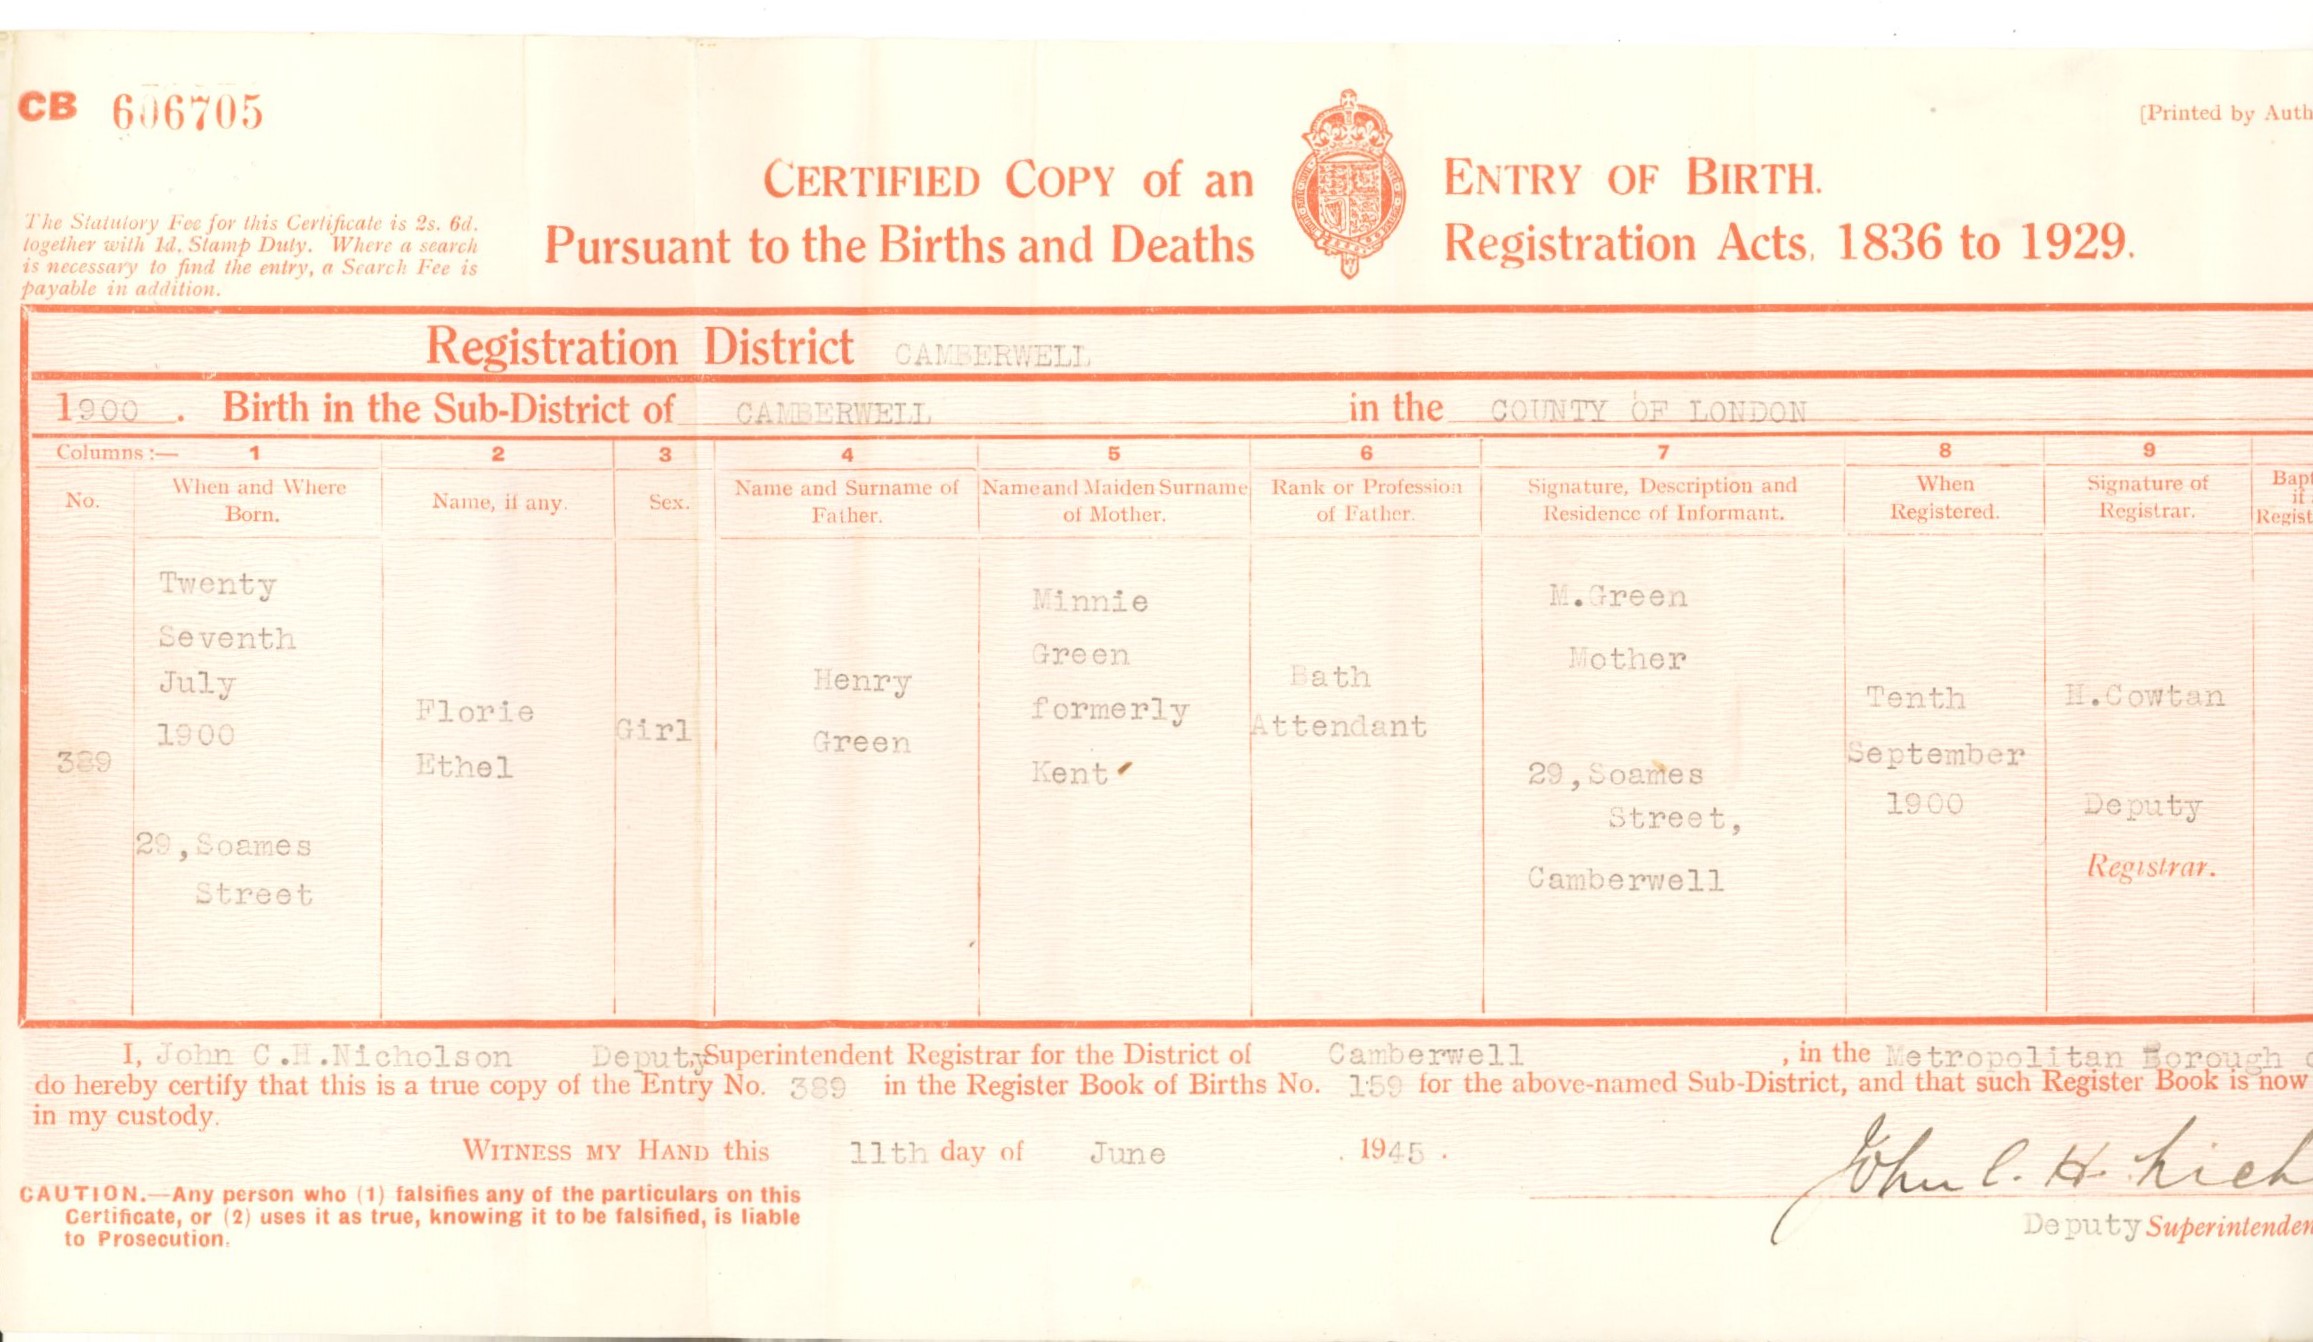 CB 606705
[Printed by Auth
CERTIFIED COPY of an ENTRY OF BIRTH.
Pursuant to the Births and Deaths Registration Acts, 1836 to 1929.
The Statutory Fee for this Certificate is 2s. 6d.
together with 1d. Stamp Duty. Where a search
is necessary to find the entry, a Search Fee is
payable in addition.
Registration District CAMBERWELL
1900. Birth in the Sub-District of CAMBERWELL in the COUNTY OF LONDON
Columns :— 1 2 3 4 5 6 7 8 9
No.
When and Where
Born.
Name, if any.
Sex.
Name and Surname of
Father.
Name and Maiden Surname
of Mother.
Rank or Profession
of Father.
Signature, Description and
Residence of Informant.
When
Registered.
Signature of
Registrar.
Bapt
if
Regist
389
Twenty
Seventh
July
1900
29,Soames
Street
Florie
Ethel
Girl
Henry
Green
Minnie
Green
formerly
Kent
Bath
Attendant
M.Green
Mother
29,Soames
Street,
Camberwell
Tenth
September
1900
H.Cowtan
Deputy
Registrar.
I, John C.H.Nicholson Deputy Superintendent Registrar for the District of Camberwell , in the Metropolitan Borough o
do hereby certify that this is a true copy of the Entry No. 389 in the Register Book of Births No. 159 for the above-named Sub-District, and that such Register Book is now
in my custody.
WITNESS MY HAND this 11th day of June . 1945 .
CAUTION.—Any person who (1) falsifies any of the particulars on this
Certificate, or (2) uses it as true, knowing it to be falsified, is liable
to Prosecution.
John C. H. Nich
Deputy Superintenden